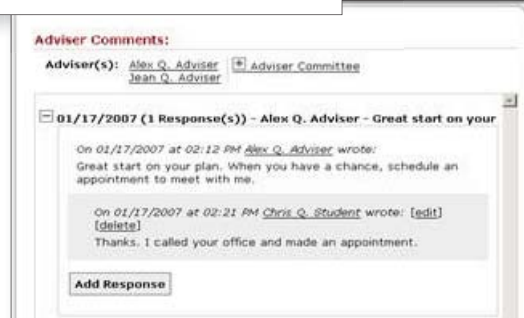 Adviser Comments:
Adviser(s): Alex Q. Adviser + Adviser Committee
Jean Q. Adviser
01/17/2007 (1 Response(s)) - Alex Q. Adviser - Great start on your
On 01/17/2007 at 02:12 PM Alex Q. Adviser wrote:
Great start on your plan. When you have a chance, schedule an
appointment to meet with me.
On 01/17/2007 at 02:21 PM Chris Q. Student wrote: [edit]
[delete]
Thanks. I called your office and made an appointment.
Add Response